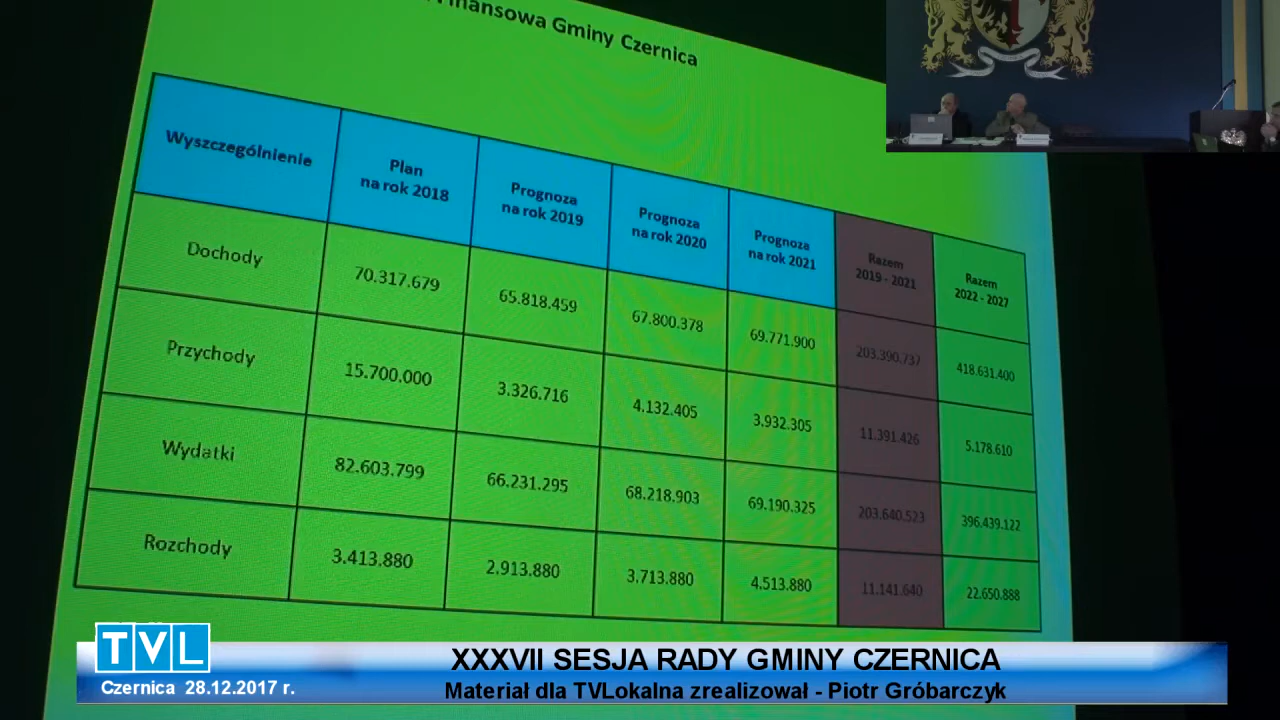 Finansowa Gminy Czernica
Wyszczególnienie
Plan
na rok 2018
Prognoza
na rok 2019
Prognoza
na rok 2020
Prognoza
na rok 2021
Razem
2019 - 2021
Razem
2022 - 2027
Dochody
70.317.679
65.818.459
67.800.378
69.771.900
203.390.737
418.631.400
Przychody
15.700.000
3.326.716
4.132.405
3.932.305
11.391.426
5.178.610
Wydatki
82.603.799
66.231.295
68.218.903
69.190.325
203.640.523
396.439.122
Rozchody
3.413.880
2.913.880
3.713.880
4.513.880
11.141.640
22.650.888
TVL
Czernica 28.12.2017 r.
XXXVII SESJA RADY GMINY CZERNICA
Materiał dla TVLokalna zrealizował - Piotr Gróbarczyk